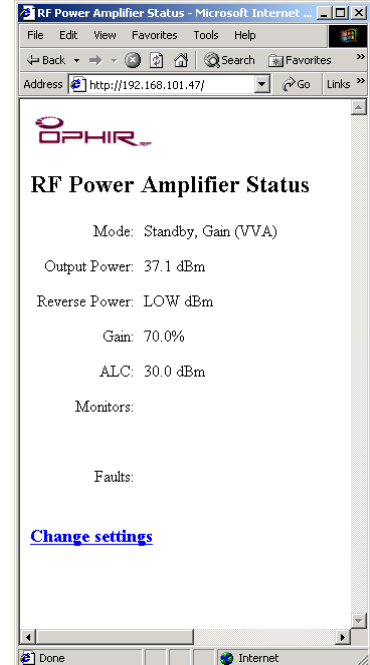 RF Power Amplifier Status - Microsoft Internet ...
File Edit View Favorites Tools Help
Back Search Favorites »
Address http://192.168.101.47/ Go Links »
OPHIR RF
RF Power Amplifier Status
Mode: Standby, Gain (VVA)
Output Power: 37.1 dBm
Reverse Power: LOW dBm
Gain: 70.0%
ALC: 30.0 dBm
Monitors:
Faults:
Change settings
Done Internet